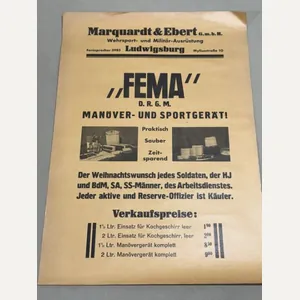 Marquardt & Ebert G.m.b.H.
Wehrsport- und Militär-Ausrüstung
Ludwigsburg
„FEMA“
D. R. G. M.
MANÖVER- UND SPORTGERÄT!
Praktisch
Sauber
Zeit-
sparend
Der Weihnachtswunsch jedes Soldaten, der HJ
und BdM, SA, SS-Männer, des Arbeitsdienstes.
Jeder aktive und Reserve-Offizier ist Käufer.
Verkaufspreise:
1½ Ltr. Einsatz für Kochgeschirr leer
2 Ltr. Einsatz für Kochgeschirr leer
1½ Ltr. Manövergerät komplett
2 Ltr. Manövergerät komplett